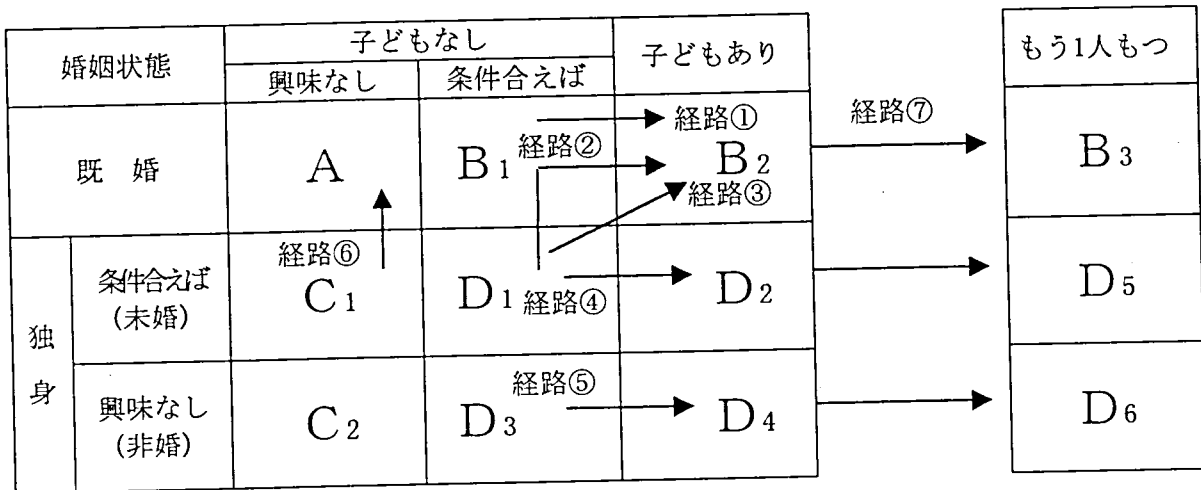 婚姻状態 子どもなし 子どもあり もう1人もつ
興味なし 条件合えば
既 婚 A B1 経路② 経路① B2 経路③ 経路⑦ B3
独身
条件合えば
(未婚)
経路⑥
C1 D1 経路④ D2 D5
興味なし
(非婚)
C2 D3 経路⑤ D4 D6